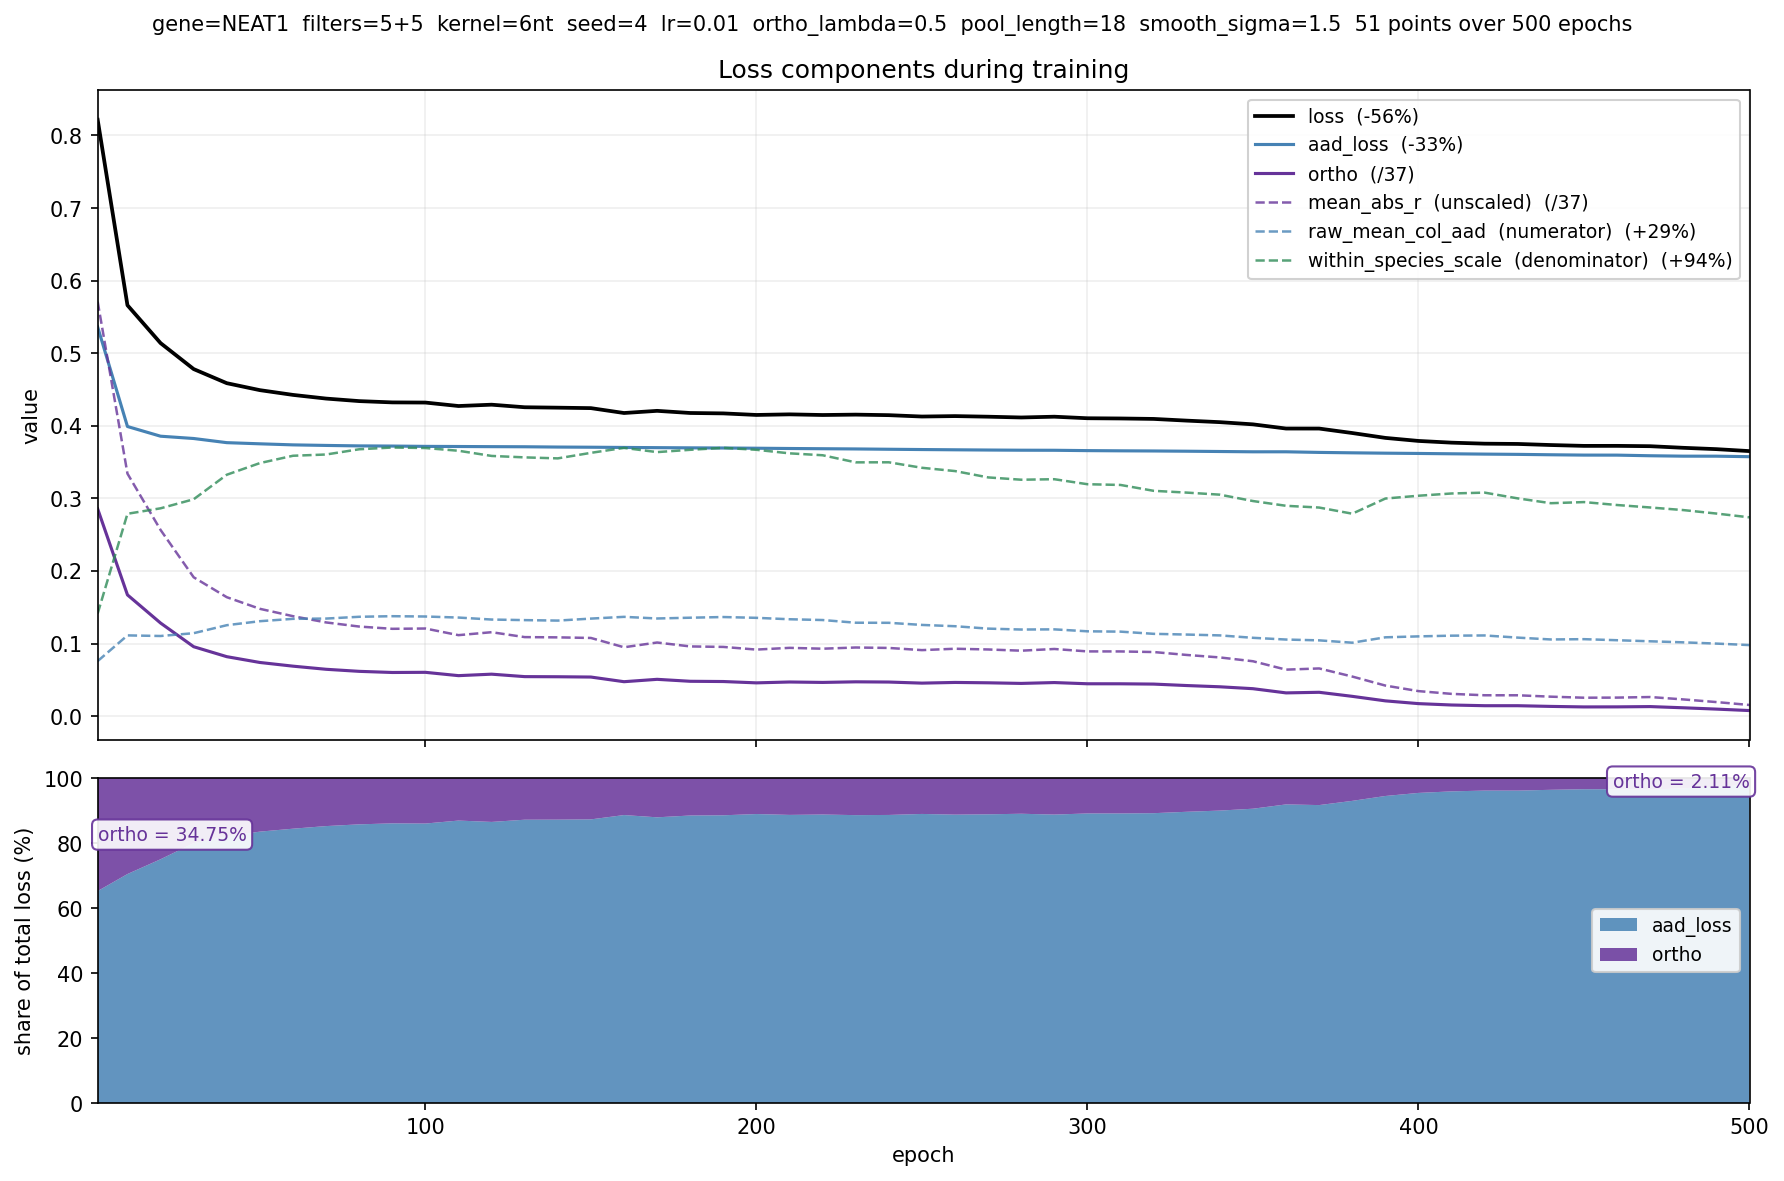 gene=NEAT1  filters=5+5  kernel=6nt  seed=4  lr=0.01  ortho_lambda=0.5  pool_length=18  smooth_sigma=1.5  51 points over 500 epochs
Loss components during training
value
0.8
0.7
0.6
0.5
0.4
0.3
0.2
0.1
0.0
loss  (-56%)
aad_loss  (-33%)
ortho  (/37)
mean_abs_r  (unscaled)  (/37)
raw_mean_col_aad  (numerator)  (+29%)
within_species_scale  (denominator)  (+94%)
share of total loss (%)
100
80
60
40
20
0
ortho = 34.75%
ortho = 2.11%
aad_loss
ortho
100
200
300
400
500
epoch